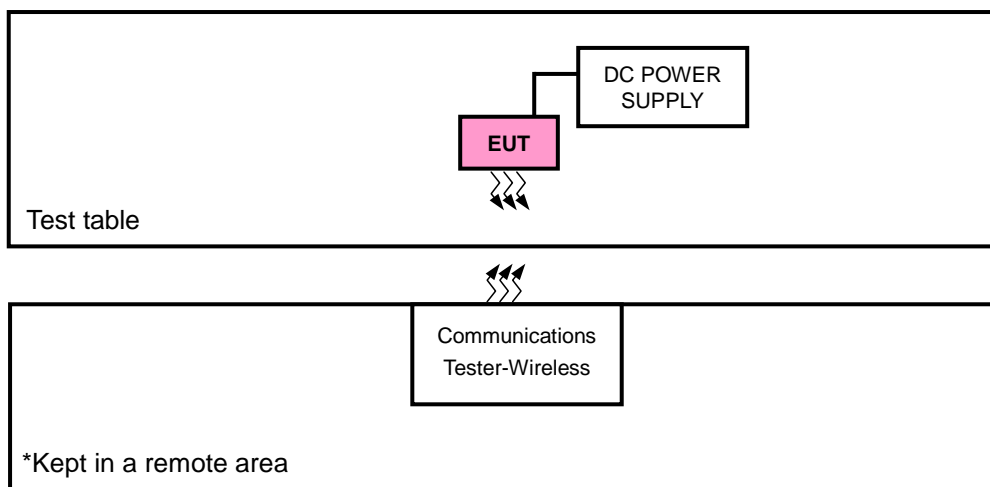 DC POWER
SUPPLY
EUT
Test table
Communications
Tester-Wireless
*Kept in a remote area